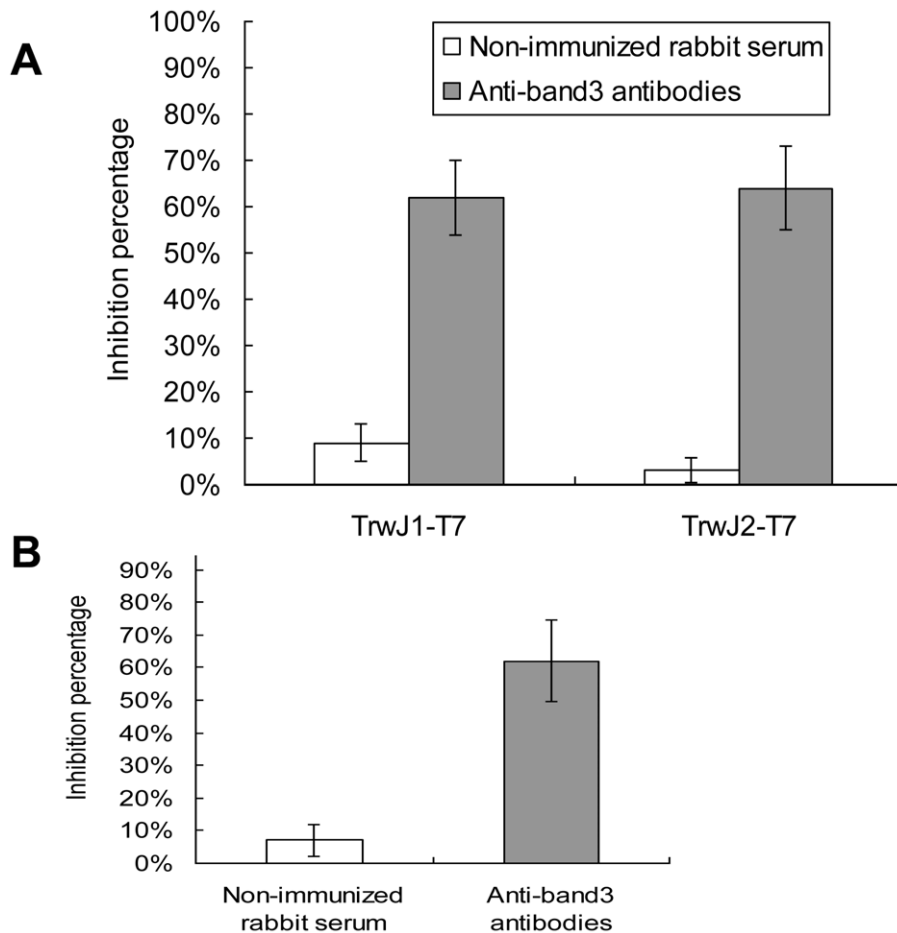 A
Non-immunized rabbit serum
Anti-band3 antibodies
Inhibition percentage
100%
90%
80%
70%
60%
50%
40%
30%
20%
10%
0%
TrwJ1-T7
TrwJ2-T7
B
Inhibition percentage
90%
80%
70%
60%
50%
40%
30%
20%
10%
0%
Non-immunized
rabbit serum
Anti-band3
antibodies